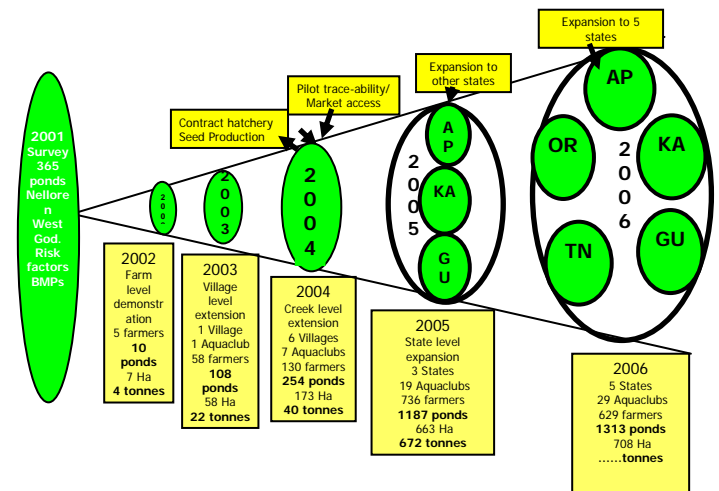 Expansion to 5
states
Expansion to
other states
Pilot trace-ability/
Market access
Contract hatchery
Seed Production
2001
Survey
365
ponds
Nellore
n
West
God.
Risk
factors
BMPs
2
0
0
3
2
0
0
4
2
0
0
5
A
P
KA
G
U
AP
OR
KA
2
0
0
6
TN
GU
2002
Farm
level
demonstr
ation
5 farmers
10
ponds
7 Ha
4 tonnes
2003
Village
level
extension
1 Village
1 Aquaclub
58 farmers
108
ponds
58 Ha
22 tonnes
2004
Creek level
extension
6 Villages
7 Aquaclubs
130 farmers
254 ponds
173 Ha
40 tonnes
2005
State level
expansion
3 States
19 Aquaclubs
736 farmers
1187 ponds
663 Ha
672 tonnes
2006
5 States
29 Aquaclubs
629 farmers
1313 ponds
708 Ha
......tonnes